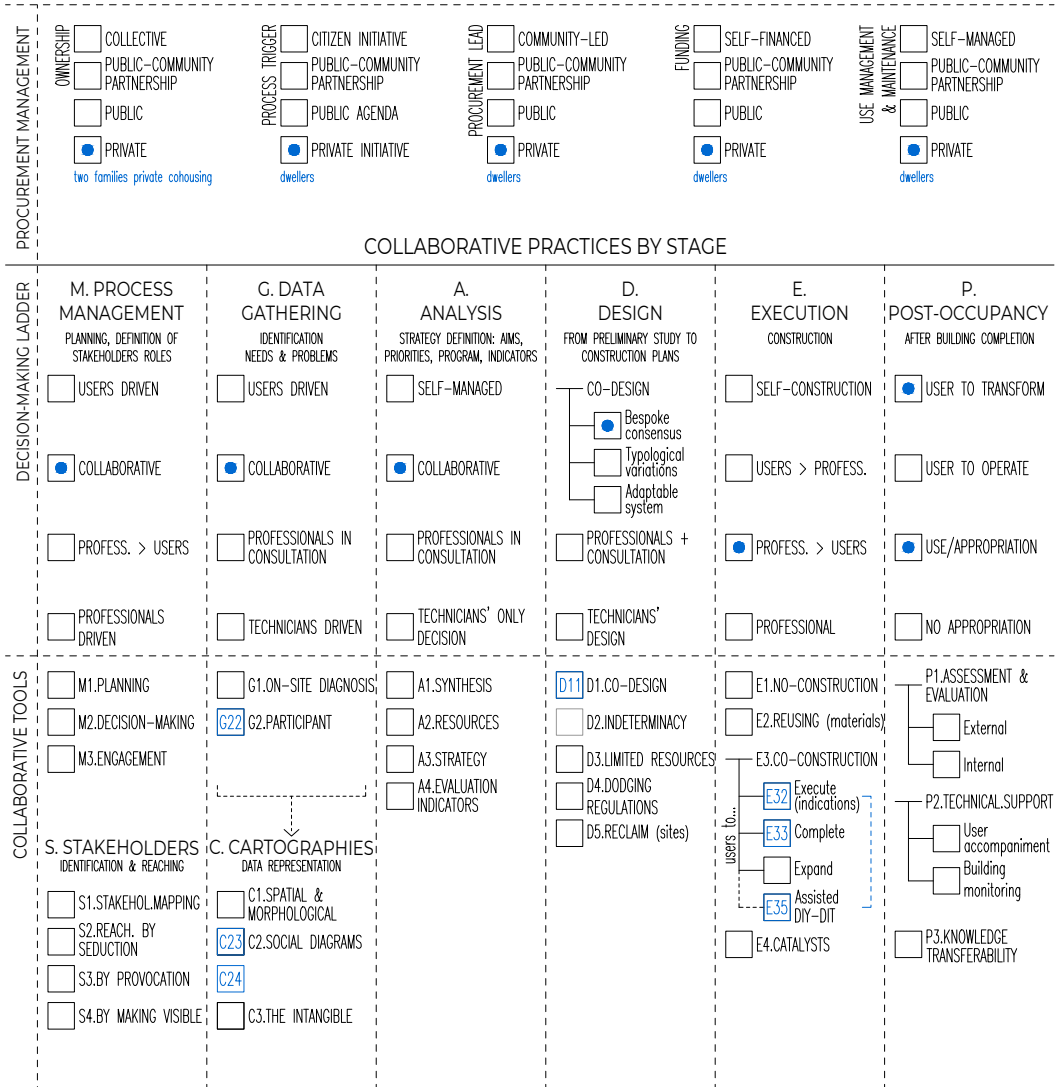 PROCUREMENT MANAGEMENT
OWNERSHIP
COLLECTIVE
PUBLIC-COMMUNITY
PARTNERSHIP
PUBLIC
PRIVATE
two families private cohousing
PROCESS TRIGGER
CITIZEN INITIATIVE
PUBLIC-COMMUNITY
PARTNERSHIP
PUBLIC AGENDA
PRIVATE INITIATIVE
dwellers
PROCUREMENT LEAD
COMMUNITY-LED
PUBLIC-COMMUNITY
PARTNERSHIP
PUBLIC
PRIVATE
dwellers
FUNDING
SELF-FINANCED
PUBLIC-COMMUNITY
PARTNERSHIP
PUBLIC
PRIVATE
dwellers
USE MANAGEMENT
& MAINTENANCE
SELF-MANAGED
PUBLIC-COMMUNITY
PARTNERSHIP
PUBLIC
PRIVATE
dwellers
COLLABORATIVE PRACTICES BY STAGE
DECISION-MAKING LADDER
M. PROCESS
MANAGEMENT
PLANNING, DEFINITION OF
STAKEHOLDERS ROLES
USERS DRIVEN
COLLABORATIVE
PROFESS. > USERS
PROFESSIONALS
DRIVEN
G. DATA
GATHERING
IDENTIFICATION
NEEDS & PROBLEMS
USERS DRIVEN
COLLABORATIVE
PROFESSIONALS IN
CONSULTATION
TECHNICIANS DRIVEN
A.
ANALYSIS
STRATEGY DEFINITION: AIMS,
PRIORITIES, PROGRAM, INDICATORS
SELF-MANAGED
COLLABORATIVE
PROFESSIONALS IN
CONSULTATION
TECHNICIANS' ONLY
DECISION
D.
DESIGN
FROM PRELIMINARY STUDY TO
CONSTRUCTION PLANS
CO-DESIGN
Bespoke
consensus
Typological
variations
Adaptable
system
PROFESSIONALS +
CONSULTATION
TECHNICIANS'
DESIGN
E.
EXECUTION
CONSTRUCTION
SELF-CONSTRUCTION
USERS > PROFESS.
PROFESS. > USERS
PROFESSIONAL
P.
POST-OCCUPANCY
AFTER BUILDING COMPLETION
USER TO TRANSFORM
USER TO OPERATE
USE/APPROPRIATION
NO APPROPRIATION
COLLABORATIVE TOOLS
M1.PLANNING
M2.DECISION-MAKING
M3.ENGAGEMENT
S. STAKEHOLDERS
IDENTIFICATION & REACHING
S1.STAKEHOL.MAPPING
S2.REACH. BY
SEDUCTION
S3.BY PROVOCATION
S4.BY MAKING VISIBLE
G1.ON-SITE DIAGNOSIS
G22 G2.PARTICIPANT
C. CARTOGRAPHIES
DATA REPRESENTATION
C1.SPATIAL &
MORPHOLOGICAL
C23 C2.SOCIAL DIAGRAMS
C24
C3.THE INTANGIBLE
A1.SYNTHESIS
A2.RESOURCES
A3.STRATEGY
A4.EVALUATION
INDICATORS
D11 D1.CO-DESIGN
D2.INDETERMINACY
D3.LIMITED RESOURCES
D4.DODGING
REGULATIONS
D5.RECLAIM (sites)
E1.NO-CONSTRUCTION
E2.REUSING (materials)
E3.CO-CONSTRUCTION
users to...
E32 Execute
(indications)
E33 Complete
Expand
E35 Assisted
DIY-DIT
E4.CATALYSTS
P1.ASSESSMENT &
EVALUATION
External
Internal
P2.TECHNICAL.SUPPORT
User
accompaniment
Building
monitoring
P3.KNOWLEDGE
TRANSFERABILITY